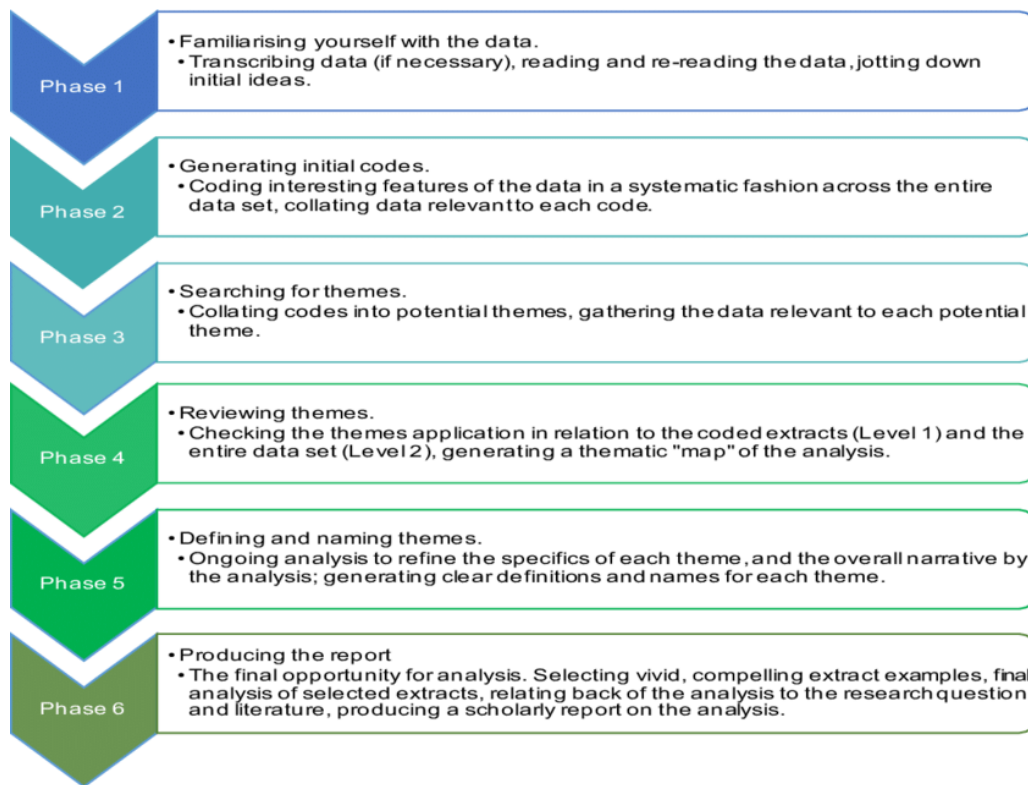 Phase 1
• Familiarising yourself with the data.
• Transcribing data (if necessary), reading and re-reading the data, jotting down
initial ideas.
Phase 2
• Generating initial codes.
• Coding interesting features of the data in a systematic fashion across the entire
data set, collating data relevant to each code.
Phase 3
• Searching for themes.
• Collating codes into potential themes, gathering the data relevant to each potential
theme.
Phase 4
• Reviewing themes.
• Checking the themes application in relation to the coded extracts (Level 1) and the
entire data set (Level 2), generating a thematic "map" of the analysis.
Phase 5
• Defining and naming themes.
• Ongoing analysis to refine the specifics of each theme, and the overall narrative by
the analysis; generating clear definitions and names for each theme.
Phase 6
• Producing the report
• The final opportunity for analysis. Selecting vivid, compelling extract examples, final
analysis of selected extracts, relating back of the analysis to the research question
and literature, producing a scholarly report on the analysis.